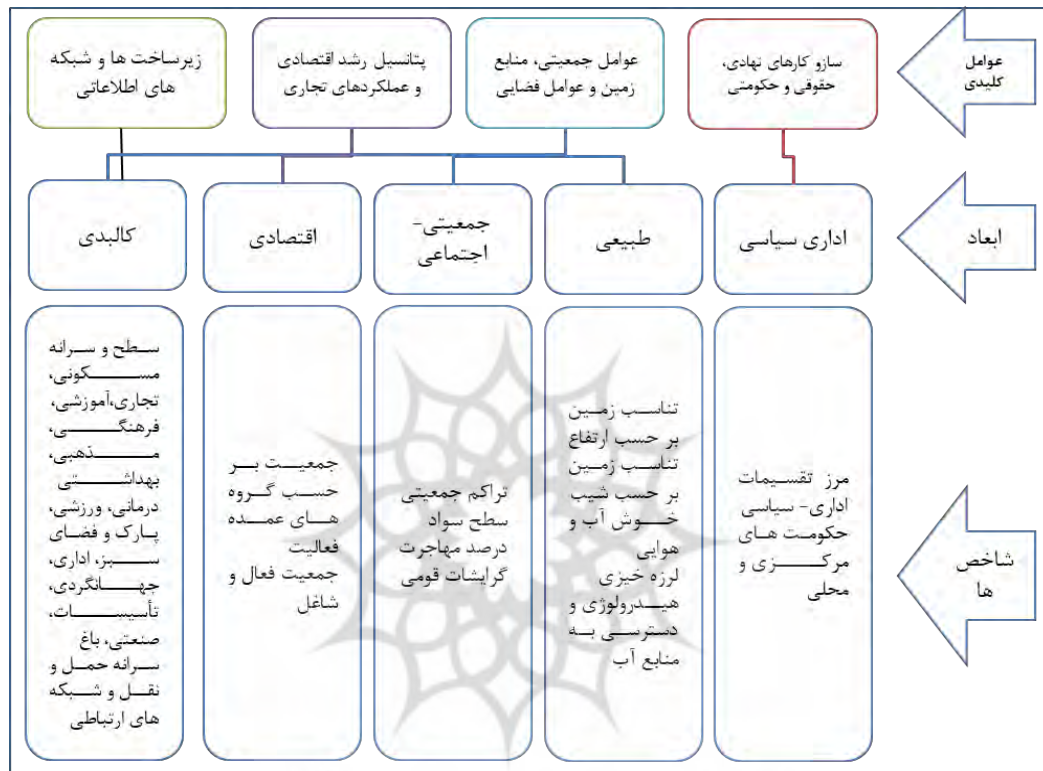 عوامل
کلیدی
سازو کارهای نهادی،
حقوقی و حکومتی
عوامل جمعیتی، منابع
زمین و عوامل فضایی
پتانسیل رشد اقتصادی
و عملکردهای تجاری
زیرساخت ها و شبکه
های اطلاعاتی
ابعاد
اداری سیاسی
طبیعی
جمعیتی-
اجتماعی
اقتصادی
کالبدی
شاخص
ها
مرز تقسیمات
اداری- سیاسی
حکومت های
مرکزی و
محلی
تناسب زمین
بر حسب ارتفاع
تناسب زمین
بر حسب شیب
خوش آب و
هوایی
لرزه خیزی
هیدرولوژی و
دسترسی به
منابع آب
تراکم جمعیتی
سطح سواد
درصد مهاجرت
گرایشات قومی
جمعیت بر
حسب گروه
های عمده
فعالیت
جمعیت فعال و
شاغل
سطح و سرانه
مسکونی،
تجاری،آموزشی،
فرهنگی،
مذهبی،
بهداشتی
درمانی، ورزشی،
پارک و فضای
سبز، اداری،
جهانگردی،
تأسیسات،
صنعتی، باغ
سرانه حمل و
نقل و شبکه
های ارتباطی